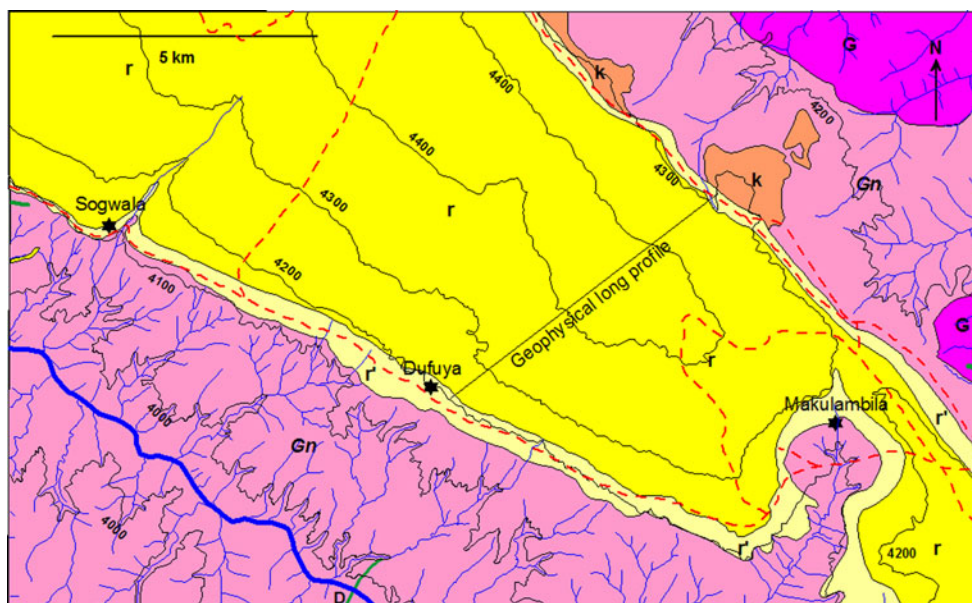 r
5 km
G
N
k
4400
4200
4400
4300
k
Gn
Sogwala
4300
r
4200
4100
Geophysical long profile
G
Dufuya
r
r'
Makulambila
4000
r'
Gn
4000
r'
4200
r
D